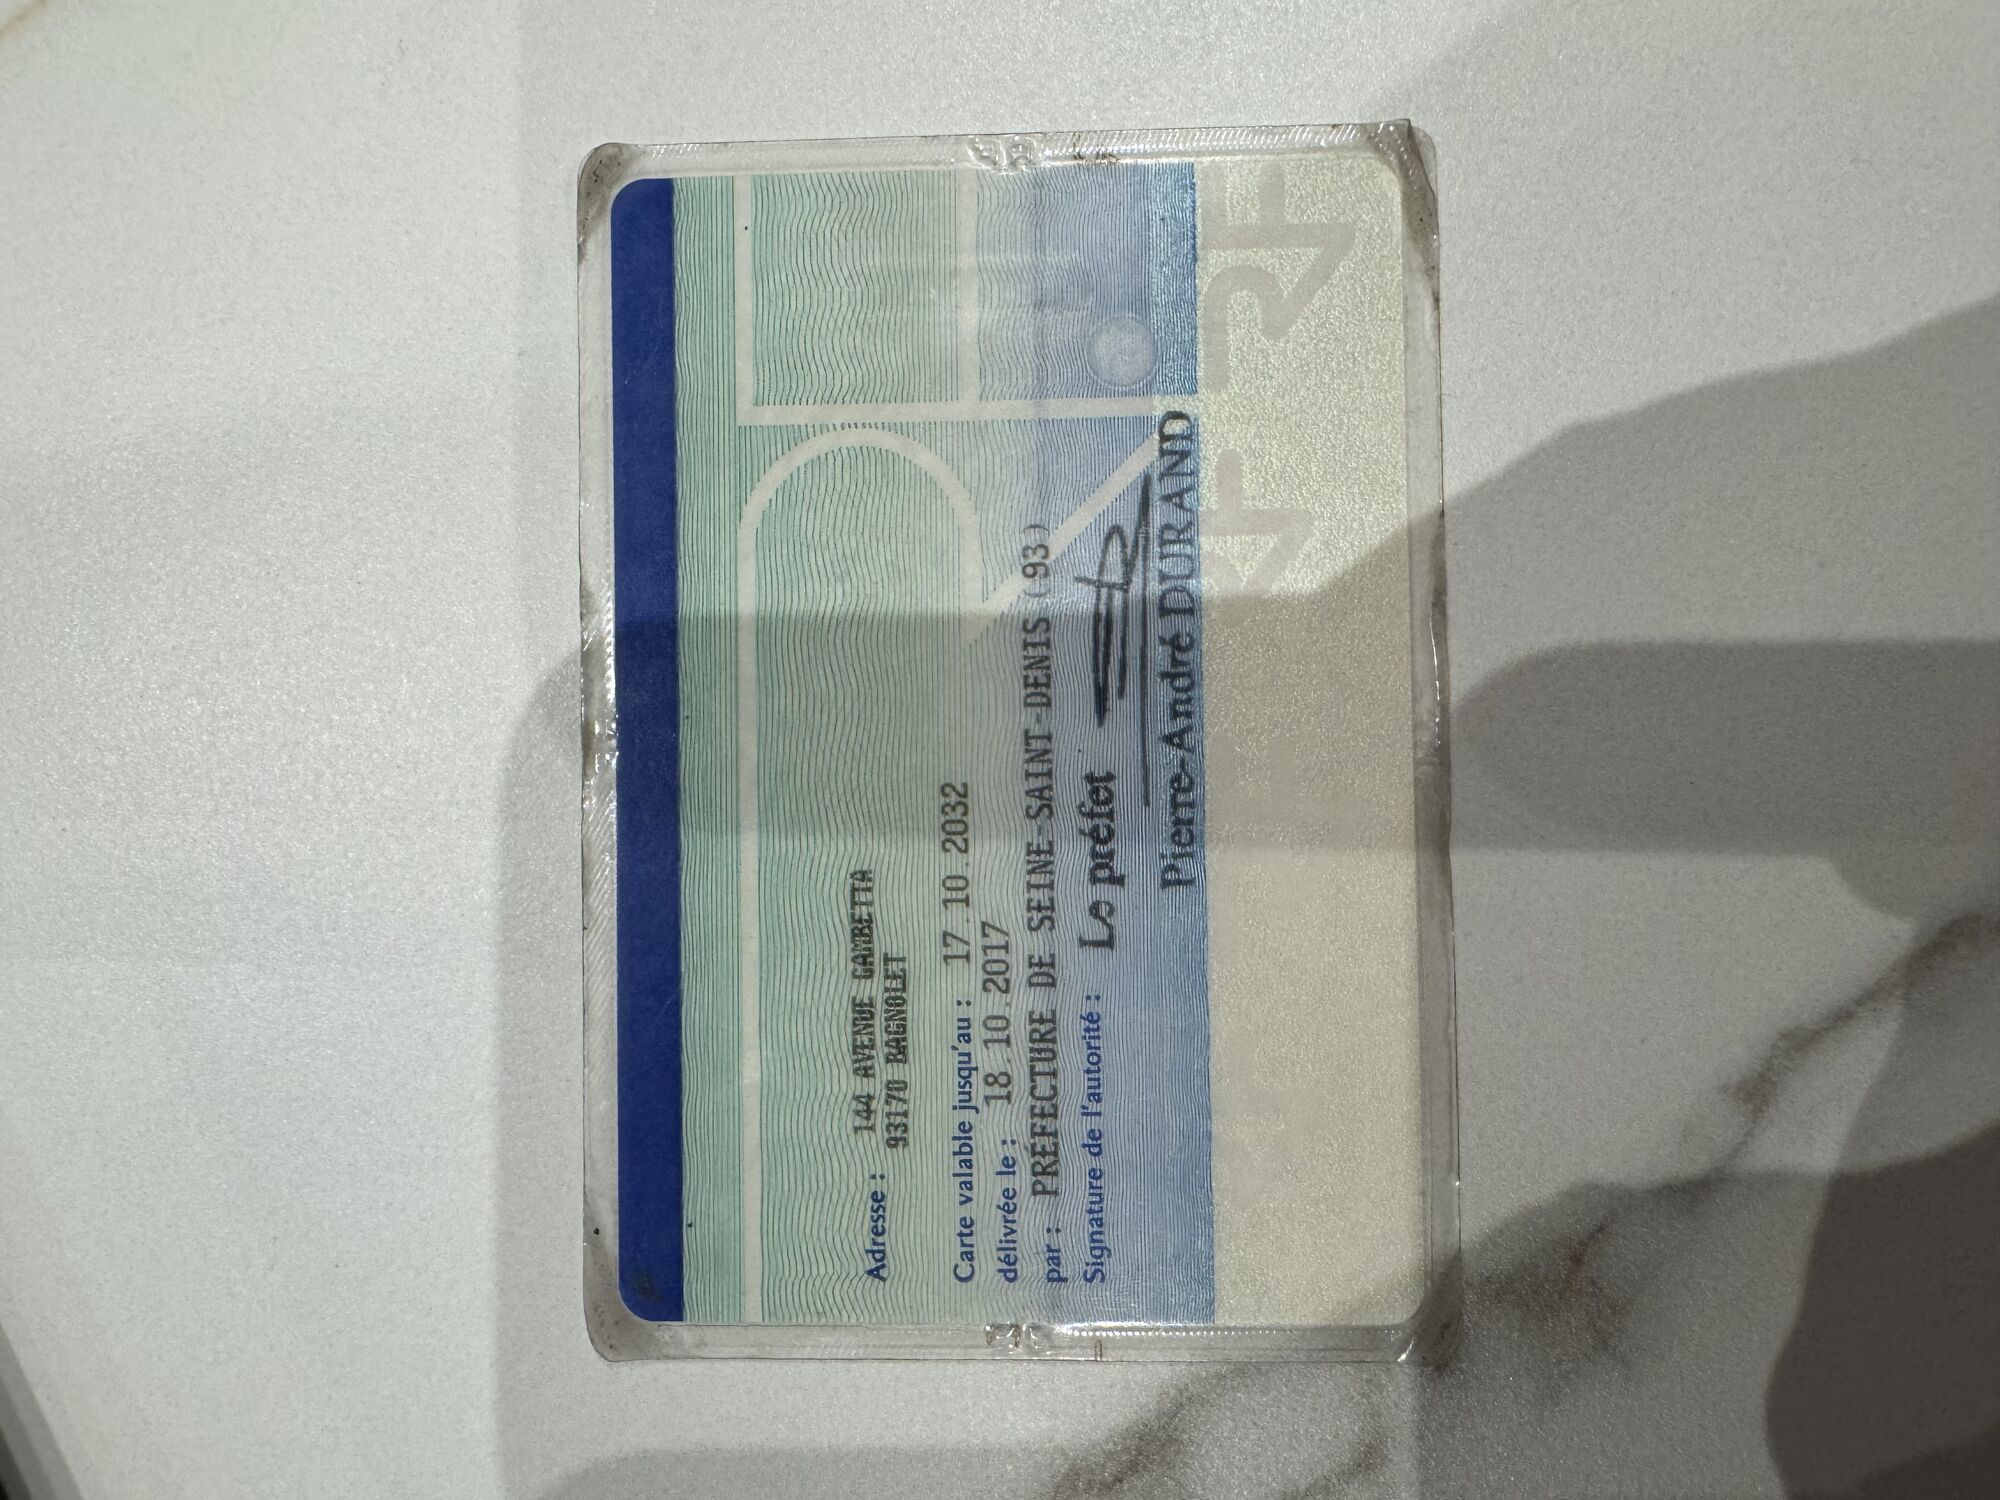 Adresse : 144 AVENUE GAMBETTA
93170 BAGNOLET
Carte valable jusqu'au : 17.10.2032
délivrée le : 18.10.2017
par : PRÉFECTURE DE SEINE-SAINT-DENIS (93)
Signature de l'autorité : Le préfet
Pierre-André DURAND
RF